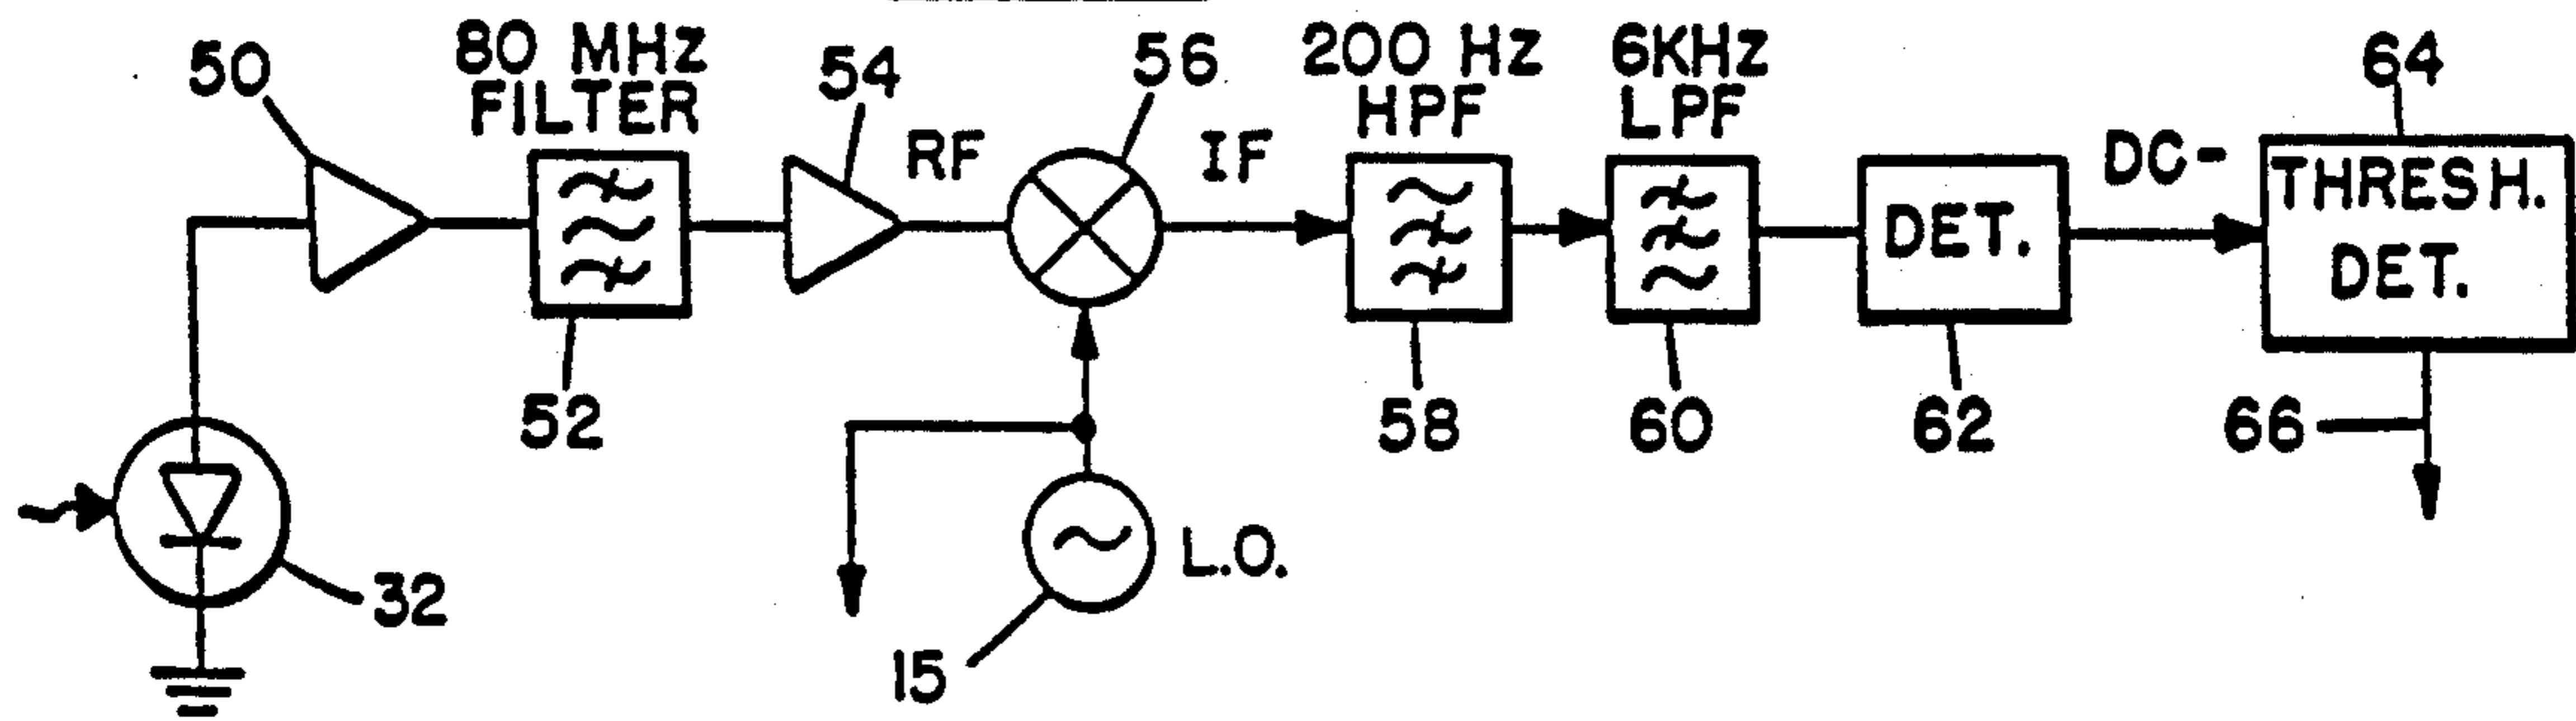 50
80 MHz
FILTER
54
RF
56
IF
200 Hz
HPF
6KHz
LPF
64
DC-
THRESH.
DET.
DET.
52
58
60
62
66
32
L.O.
15